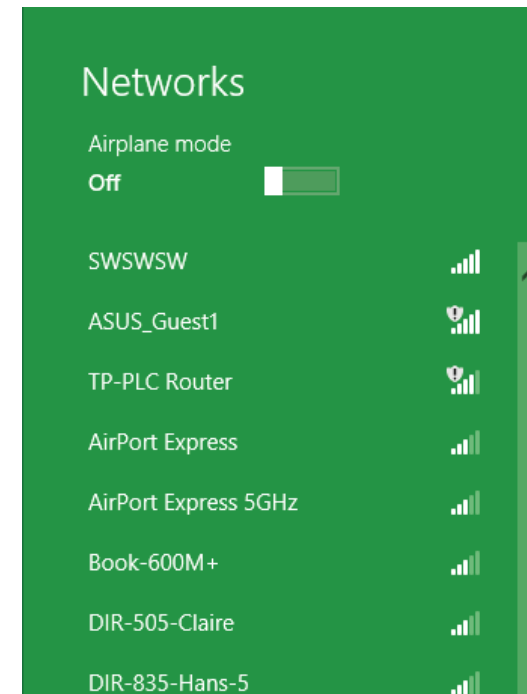 Networks
Airplane mode
Off
SWSWSW
ASUS_Guest1
TP-PLC Router
AirPort Express
AirPort Express 5GHz
Book-600M+
DIR-505-Claire
DIR-835-Hans-5